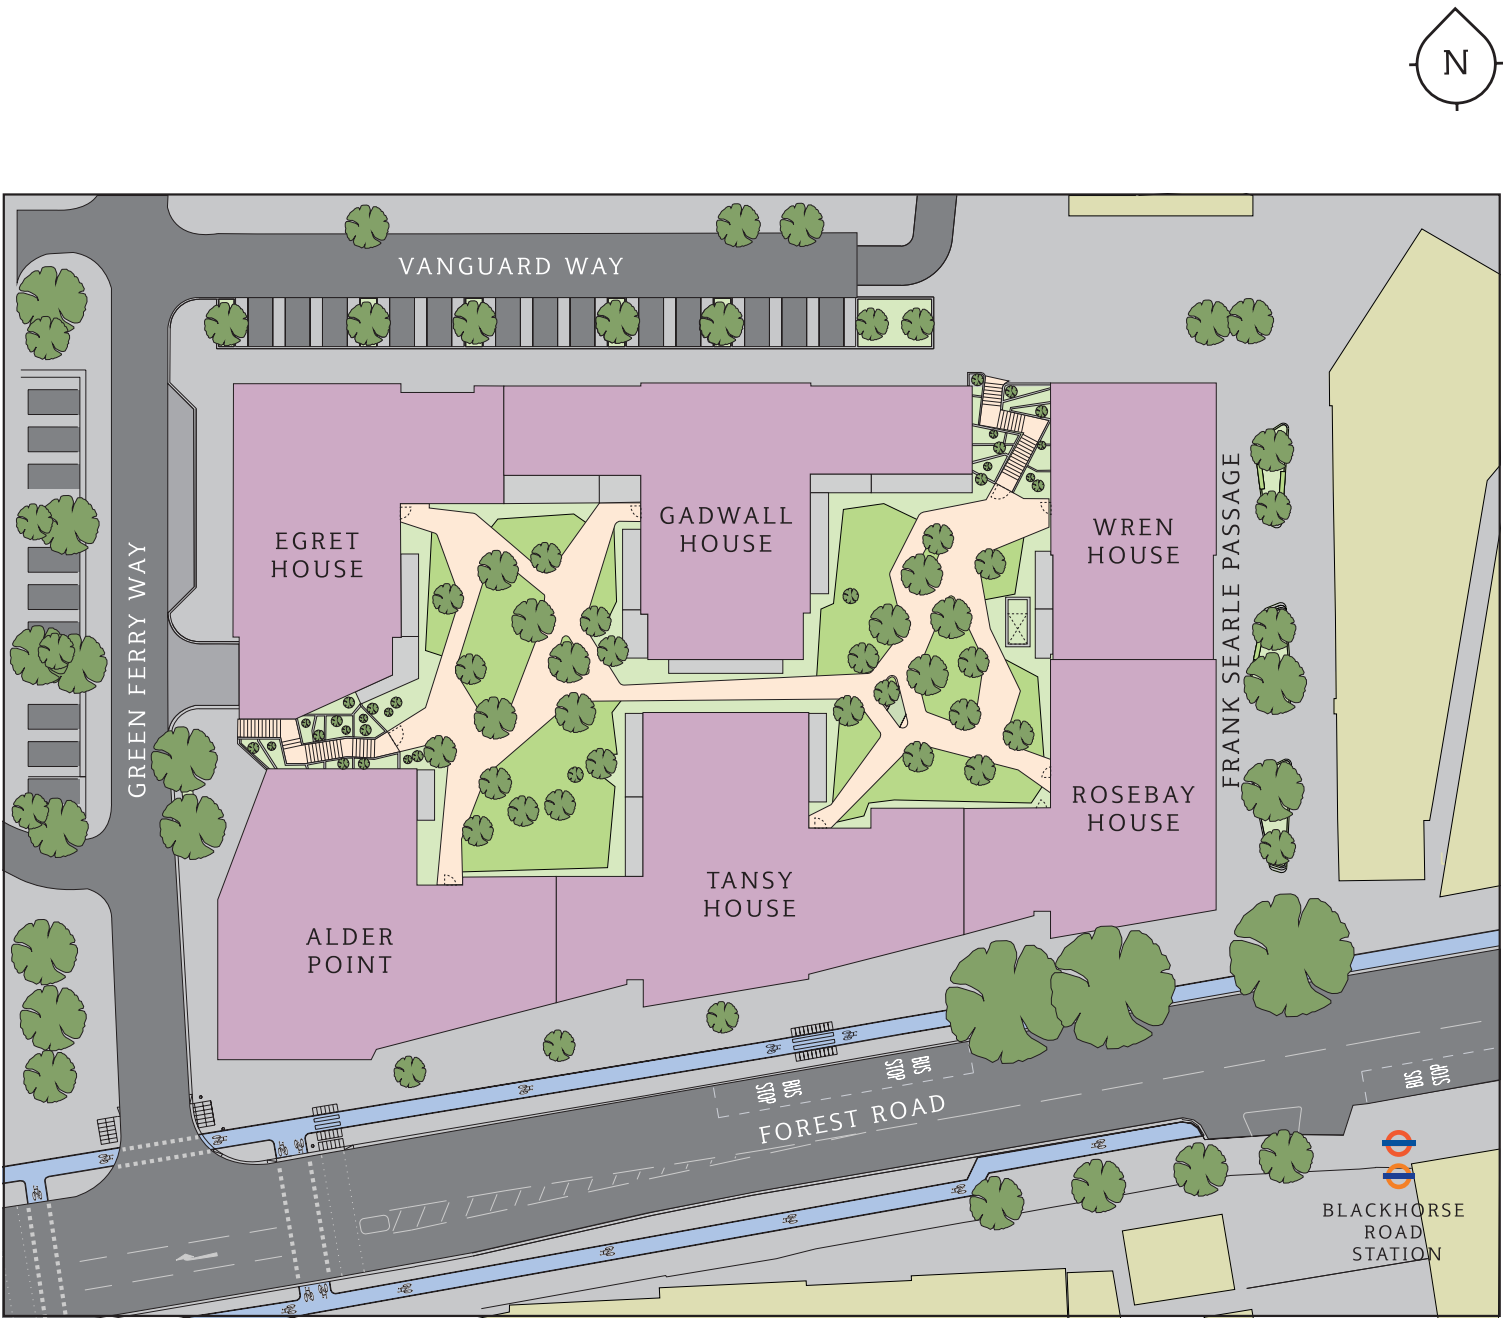 N
VANGUARD WAY
EGRET
HOUSE
GADWALL
HOUSE
WREN
HOUSE
GREEN FERRY WAY
FRANK SEARLE PASSAGE
ROSEBAY
HOUSE
TANSY
HOUSE
ALDER
POINT
BUS
STOP
BUS
STOP
BUS
STOP
FOREST ROAD
BLACKHORSE
ROAD
STATION